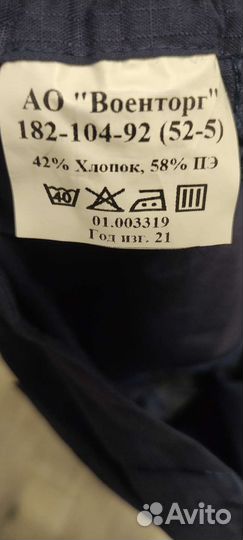 АО "Военторг"
182-104-92 (52-5)
42% Хлопок, 58% ПЭ
40
01.003319
Год изг. 21
Avito